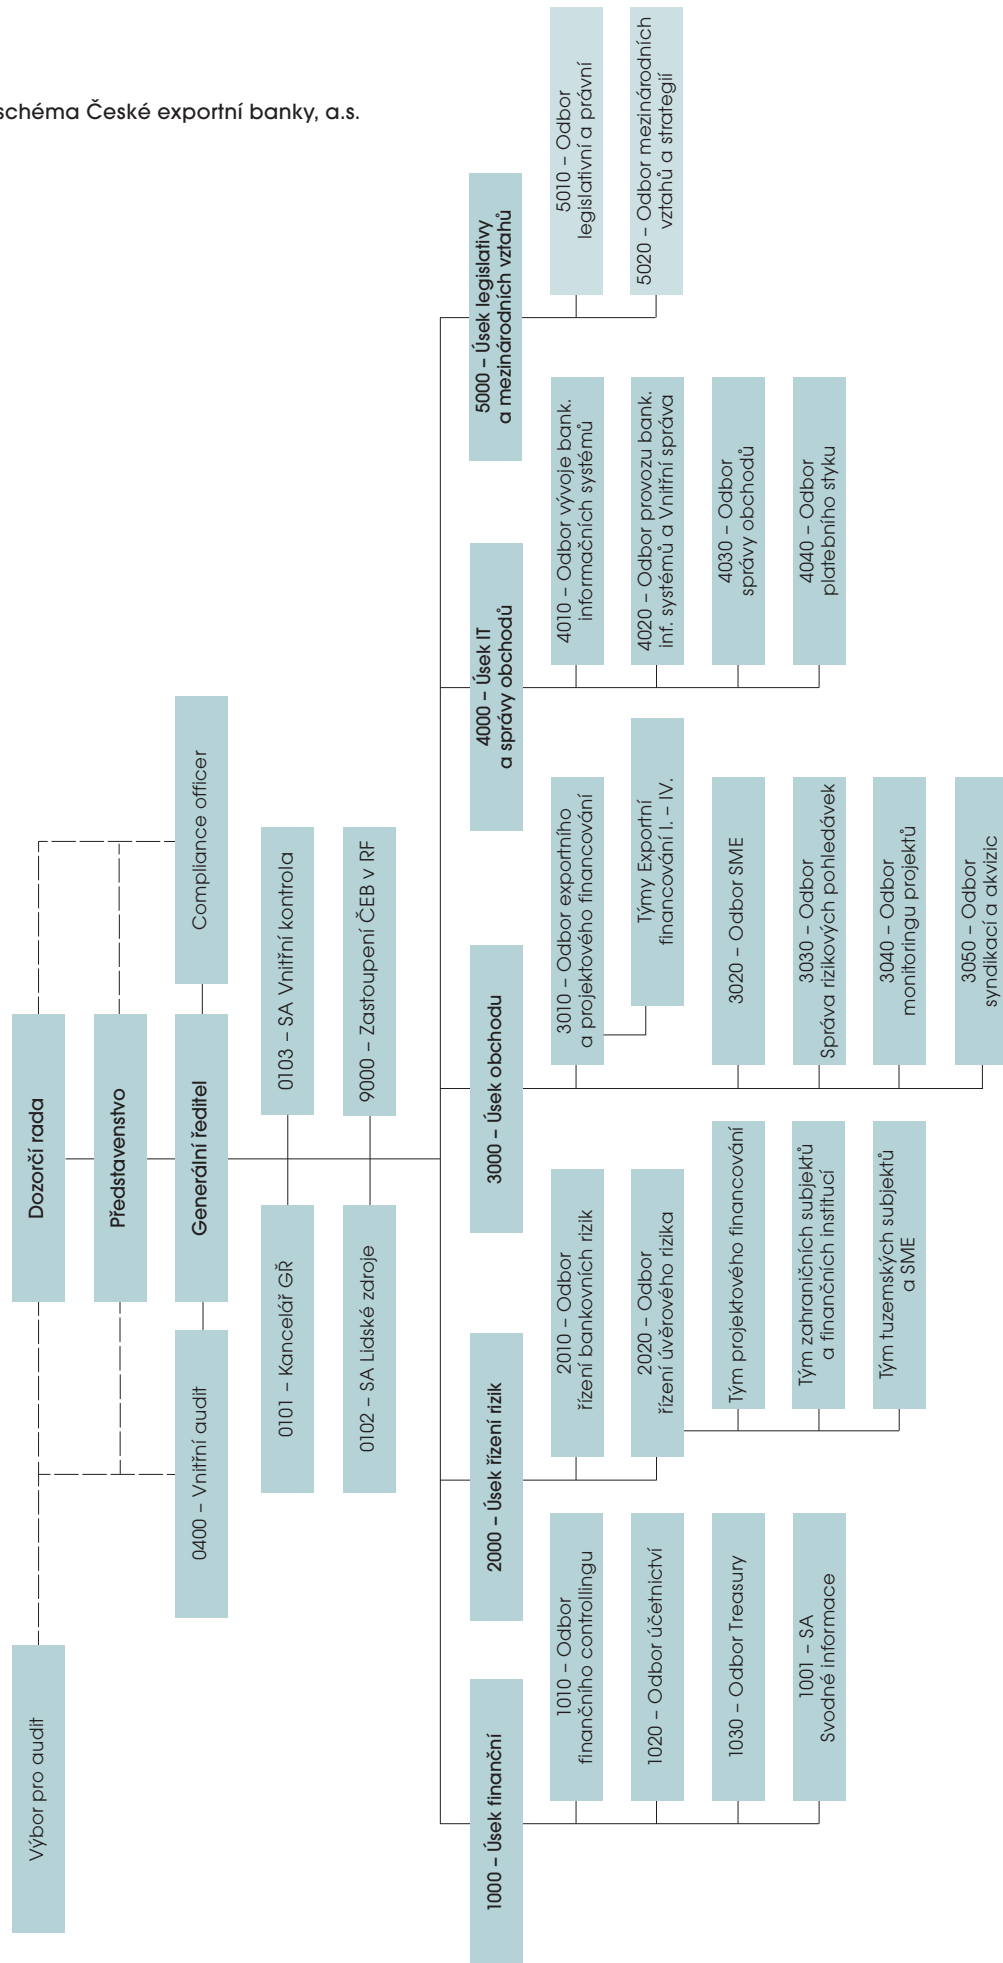 schéma České exportní banky, a.s.
Výbor pro audit
Dozorčí rada
Představenstvo
0400 – Vnitřní audit
Generální ředitel
Compliance officer
0101 – Kancelář GŘ
0103 – SA Vnitřní kontrola
0102 – SA Lidské zdroje
9000 – Zastoupení ČEB v RF
1000 – Úsek finanční
1010 – Odbor
finančního controllingu
1020 – Odbor účetnictví
1030 – Odbor Treasury
1001 – SA
Svodné informace
2000 – Úsek řízení rizik
2010 – Odbor
řízení bankovních rizik
2020 – Odbor
řízení úvěrového rizika
Tým projektového financování
Tým zahraničních subjektů
a finančních institucí
Tým tuzemských subjektů
a SME
3000 – Úsek obchodu
3010 – Odbor exportního
a projektového financování
Týmy Exportní
financování I. – IV.
3020 – Odbor SME
3030 – Odbor
Správa rizikových pohledávek
3040 – Odbor
monitoringu projektů
3050 – Odbor
syndikací a akvizic
4000 – Úsek IT
a správy obchodů
4010 – Odbor vývoje bank.
informačních systémů
4020 – Odbor provozu bank.
inf. systémů a Vnitřní správa
4030 – Odbor
správy obchodů
4040 – Odbor
platebního styku
5000 – Úsek legislativy
a mezinárodních vztahů
5010 – Odbor
legislativní a právní
5020 – Odbor mezinárodních
vztahů a strategií